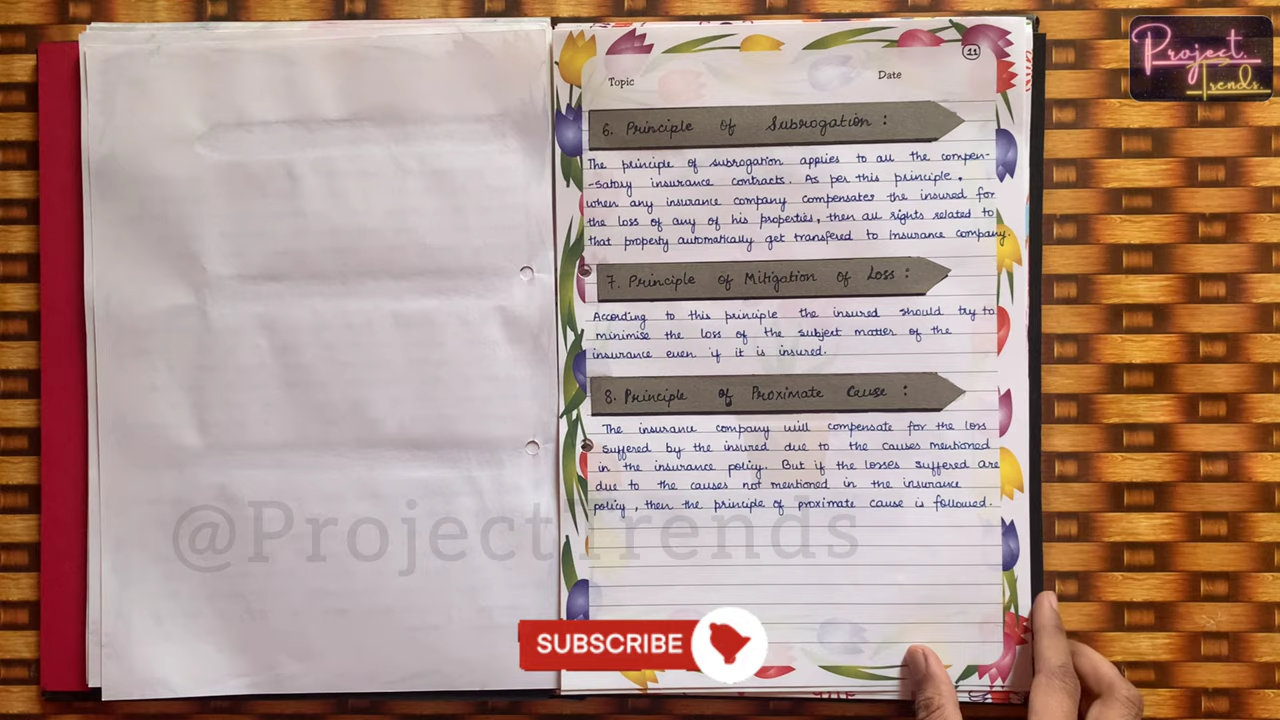 Project
Trends
11
Topic
Date
6. Principle of Subrogation :
The principle of subrogation applies to all the compen-
-satory insurance contracts. As per this principle,
when any insurance company compensates the insured for
the loss of any of his properties, then all rights related to
that property automatically get transfered to Insurance company.
7. Principle of Mitigation of Loss :
According to this principle the insured should try to
minimise the loss of the subject matter of the
insurance even if it is insured.
8. Principle of Proximate Cause :
The insurance company will compensate for the loss
suffered by the insured due to the causes mentioned
in the insurance policy. But if the losses suffered are
due to the causes not mentioned in the insurance
policy, then the principle of proximate cause is followed.
@ProjectTrends
SUBSCRIBE